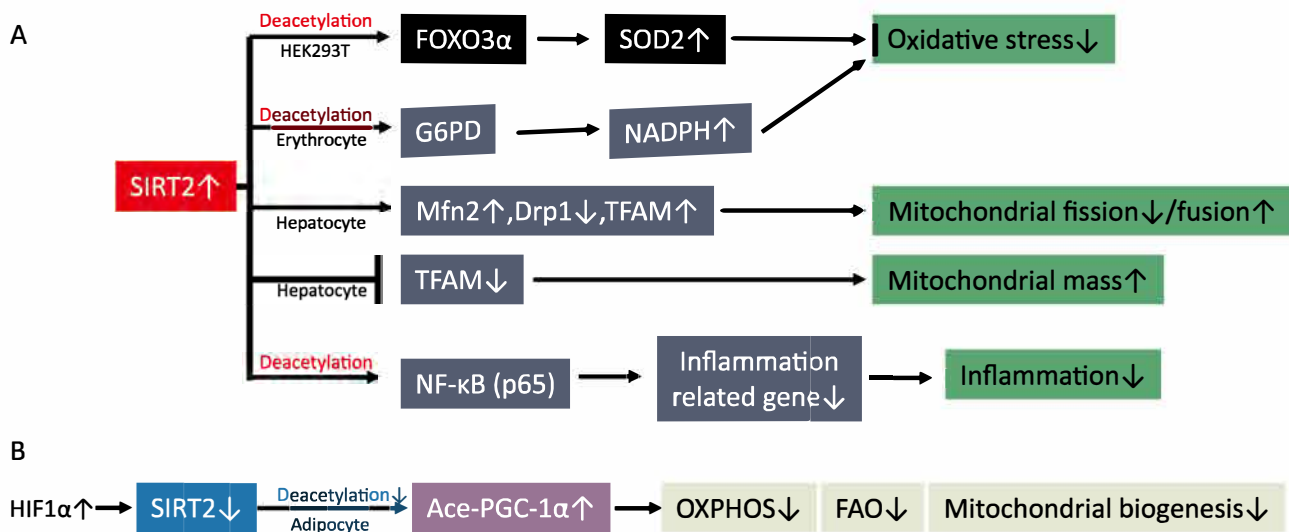 A
Deacetylation
HEK293T
FOXO3α
SOD2↑
Oxidative stress↓
Deacetylation
Erythrocyte
G6PD
NADPH↑
SIRT2↑
Hepatocyte
Mfn2↑,Drp1↓,TFAM↑
Mitochondrial fission↓/fusion↑
Hepatocyte
TFAM↓
Mitochondrial mass↑
Deacetylation
NF-κB (p65)
Inflammation
related gene↓
Inflammation↓
B
HIF1α↑
SIRT2↓
Deacetylation↓
Adipocyte
Ace-PGC-1α↑
OXPHOS↓
FAO↓
Mitochondrial biogenesis↓